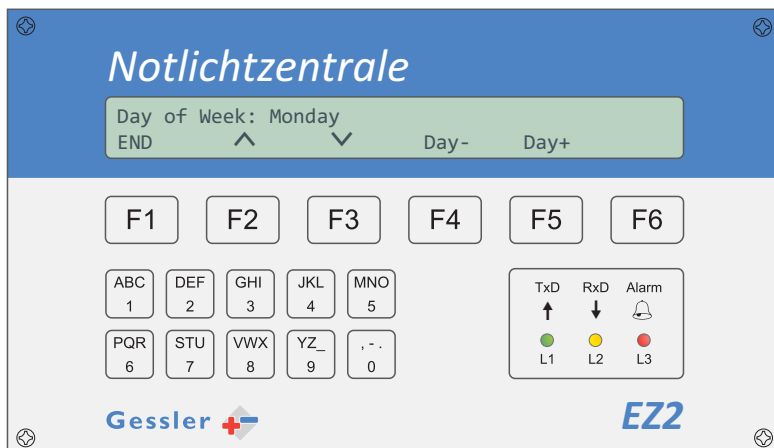 Notlichtzentrale
Day of Week: Monday
END Day- Day+
F1 F2 F3 F4 F5 F6
ABC DEF GHI JKL MNO
1 2 3 4 5
PQR STU VWX YZ_ , - .
6 7 8 9 0
TxD RxD Alarm
L1 L2 L3
Gessler
EZ2